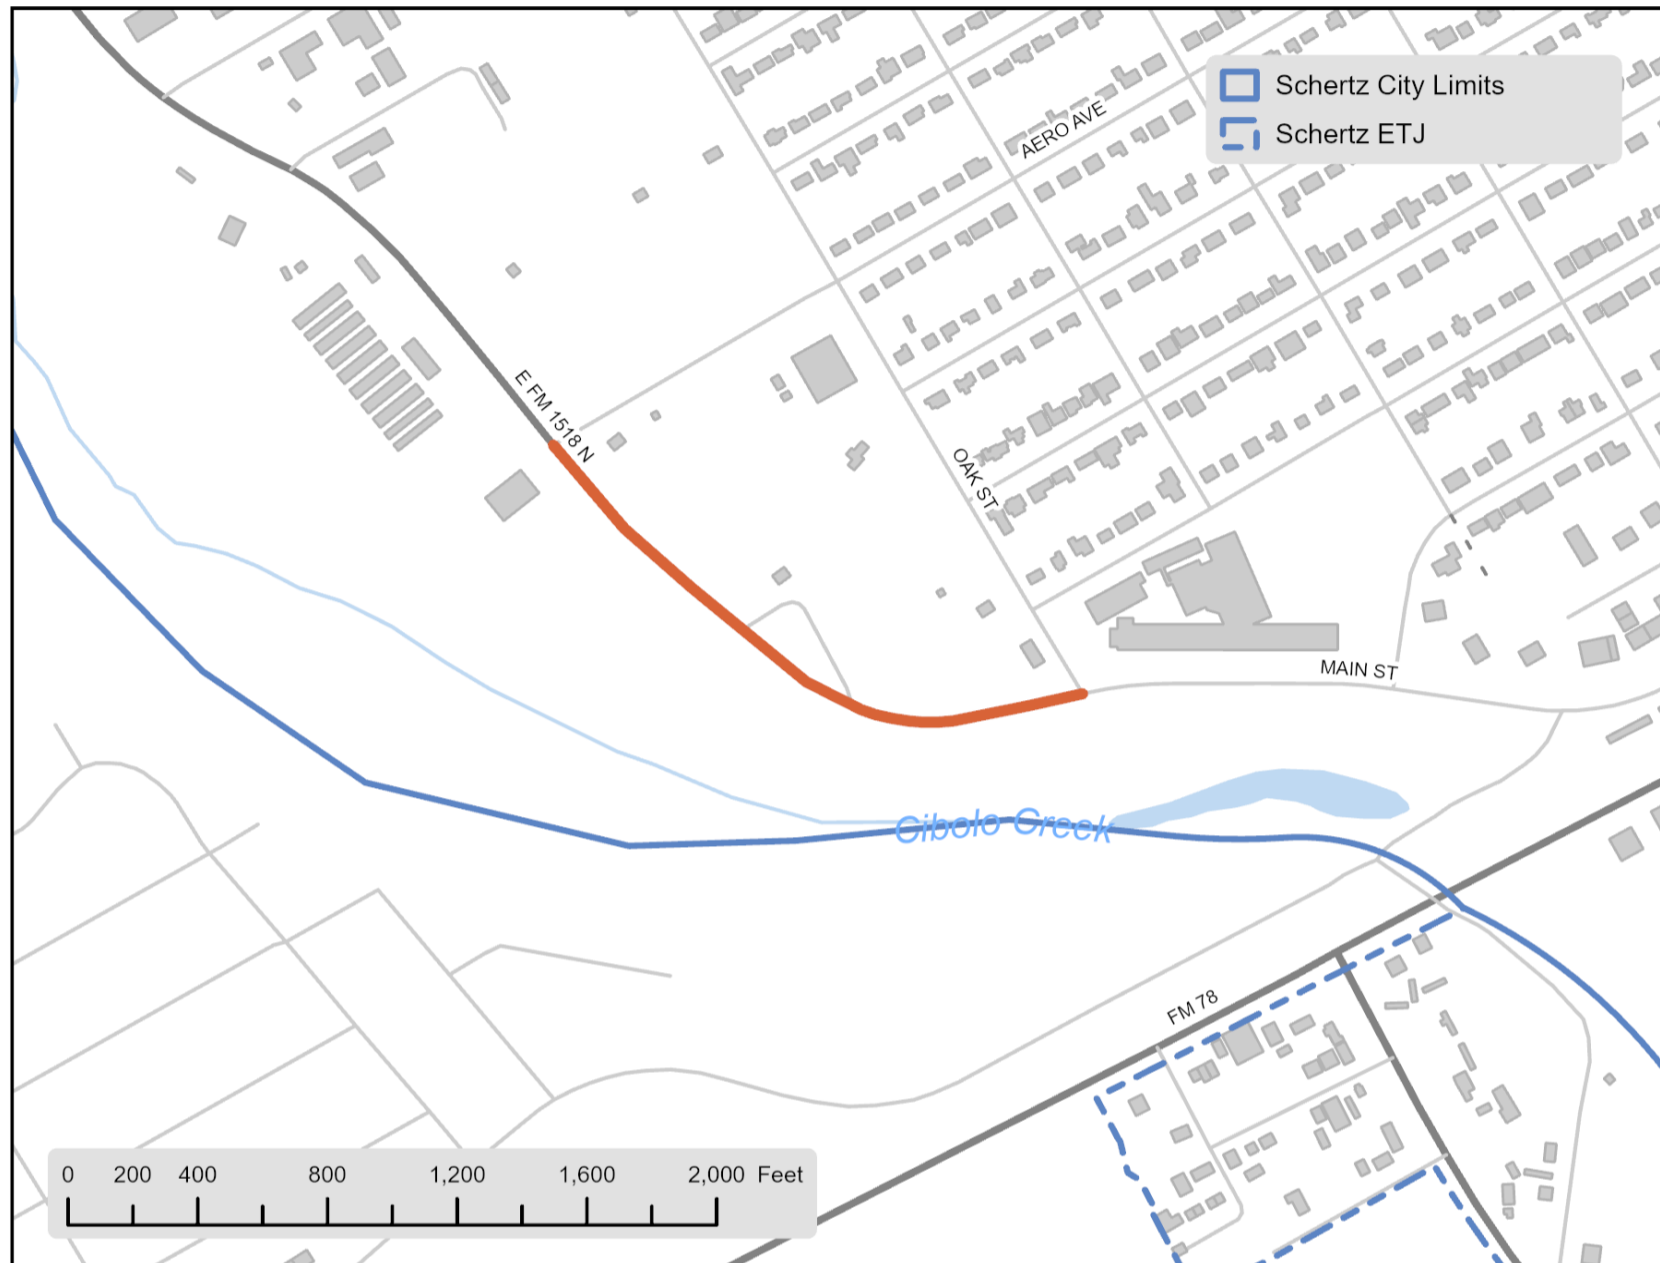 Schertz City Limits
Schertz ETJ
AERO AVE
E FM 1518 N
OAK ST
MAIN ST
Cibolo Creek
FM 78
0 200 400 800 1,200 1,600 2,000 Feet